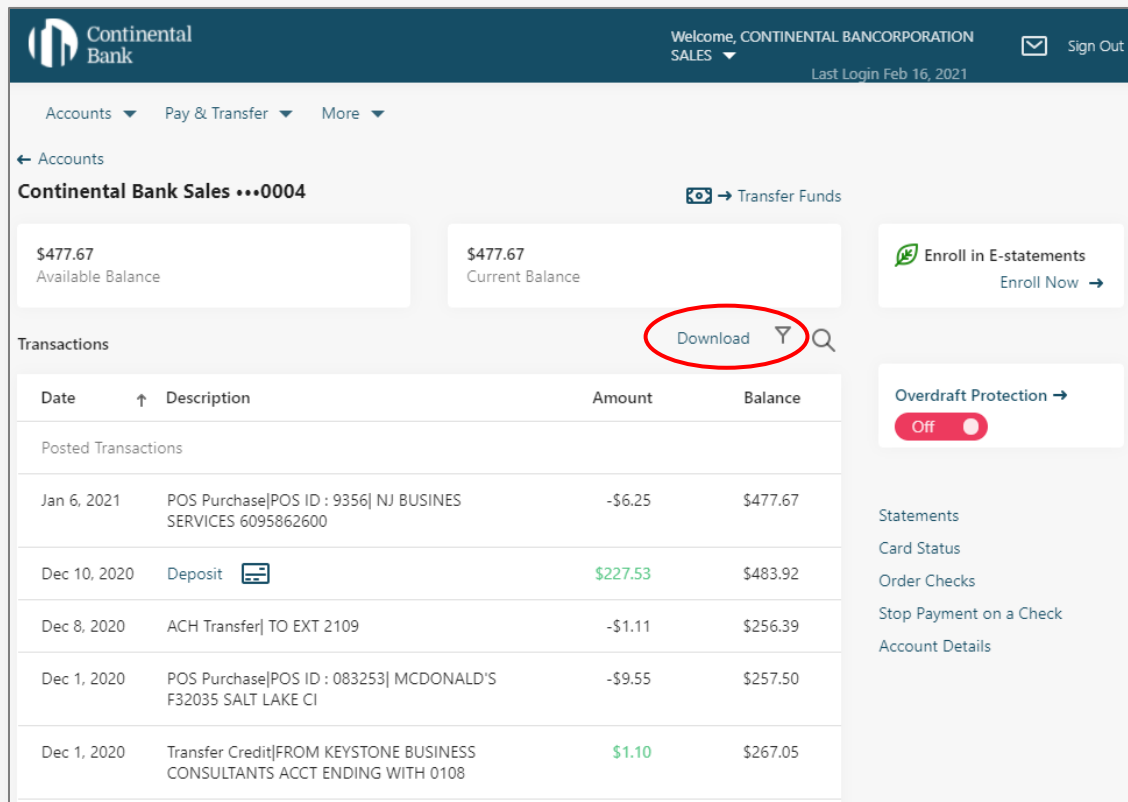 Continental
Bank
Welcome, CONTINENTAL BANCORPORATION
SALES
Sign Out
Last Login Feb 16, 2021
Accounts Pay & Transfer More
← Accounts
Continental Bank Sales •••0004
→ Transfer Funds
$477.67
Available Balance
$477.67
Current Balance
Enroll in E-statements
Enroll Now →
Transactions
Download
Overdraft Protection →
Off
Date ↑ Description Amount Balance
Posted Transactions
Jan 6, 2021 POS Purchase|POS ID : 9356| NJ BUSINES -$6.25 $477.67
SERVICES 6095862600
Dec 10, 2020 Deposit $227.53 $483.92
Dec 8, 2020 ACH Transfer| TO EXT 2109 -$1.11 $256.39
Dec 1, 2020 POS Purchase|POS ID : 083253| MCDONALD'S -$9.55 $257.50
F32035 SALT LAKE CI
Dec 1, 2020 Transfer Credit|FROM KEYSTONE BUSINESS $1.10 $267.05
CONSULTANTS ACCT ENDING WITH 0108
Statements
Card Status
Order Checks
Stop Payment on a Check
Account Details